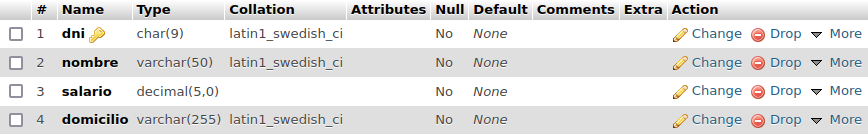 # Name Type Collation Attributes Null Default Comments Extra Action
1 dni char(9) latin1_swedish_ci No None Change Drop More
2 nombre varchar(50) latin1_swedish_ci No None Change Drop More
3 salario decimal(5,0) No None Change Drop More
4 domicilio varchar(255) latin1_swedish_ci No None Change Drop More